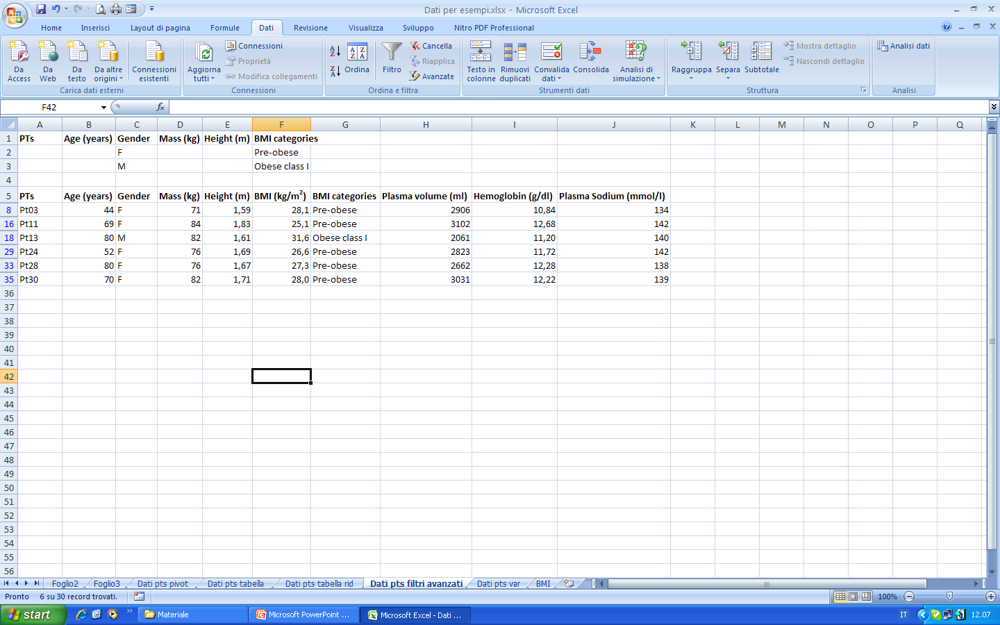 Dati per esempi.xlsx - Microsoft Excel
Home Inserisci Layout di pagina Formule Dati Revisione Visualizza Sviluppo Nitro PDF Professional
Da Access Da Web Da testo Da altre origini Connessioni esistenti
Carica dati esterni
Aggiorna tutti Connessioni Proprietà Modifica collegamenti
Connessioni
Ordina Filtro Cancella Riapplica Avanzate
Ordina e filtra
Testo in colonne Rimuovi duplicati Convalida dati Consolida Analisi di simulazione
Strumenti dati
Raggruppa Separa Subtotale Mostra dettaglio Nascondi dettaglio
Struttura
Analisi dati
Analisi
F42 fx
A B C D E F G H I J K L M N O P Q
1 PTs Age (years) Gender Mass (kg) Height (m) BMI categories
2 F Pre-obese
3 M Obese class I
4
5 PTs Age (years) Gender Mass (kg) Height (m) BMI (kg/m²) BMI categories Plasma volume (ml) Hemoglobin (g/dl) Plasma Sodium (mmol/l)
8 Pt03 44 F 71 1,59 28,1 Pre-obese 2906 10,84 134
16 Pt11 69 F 84 1,83 25,1 Pre-obese 3102 12,68 142
18 Pt13 80 M 82 1,61 31,6 Obese class I 2061 11,20 140
29 Pt24 52 F 76 1,69 26,6 Pre-obese 2823 11,72 142
33 Pt28 80 F 76 1,67 27,3 Pre-obese 2662 12,28 138
35 Pt30 70 F 82 1,71 28,0 Pre-obese 3031 12,22 139
36
37
38
39
40
41
42
43
44
45
46
47
48
49
50
51
52
53
54
55
56
Foglio2 Foglio3 Dati pts pivot Dati pts tabella Dati pts tabella rid Dati pts filtri avanzati Dati pts var BMI
Pronto 6 su 30 record trovati. 100%
start Materiale Microsoft PowerPoint ... Microsoft Excel - Dati ... IT 12.07